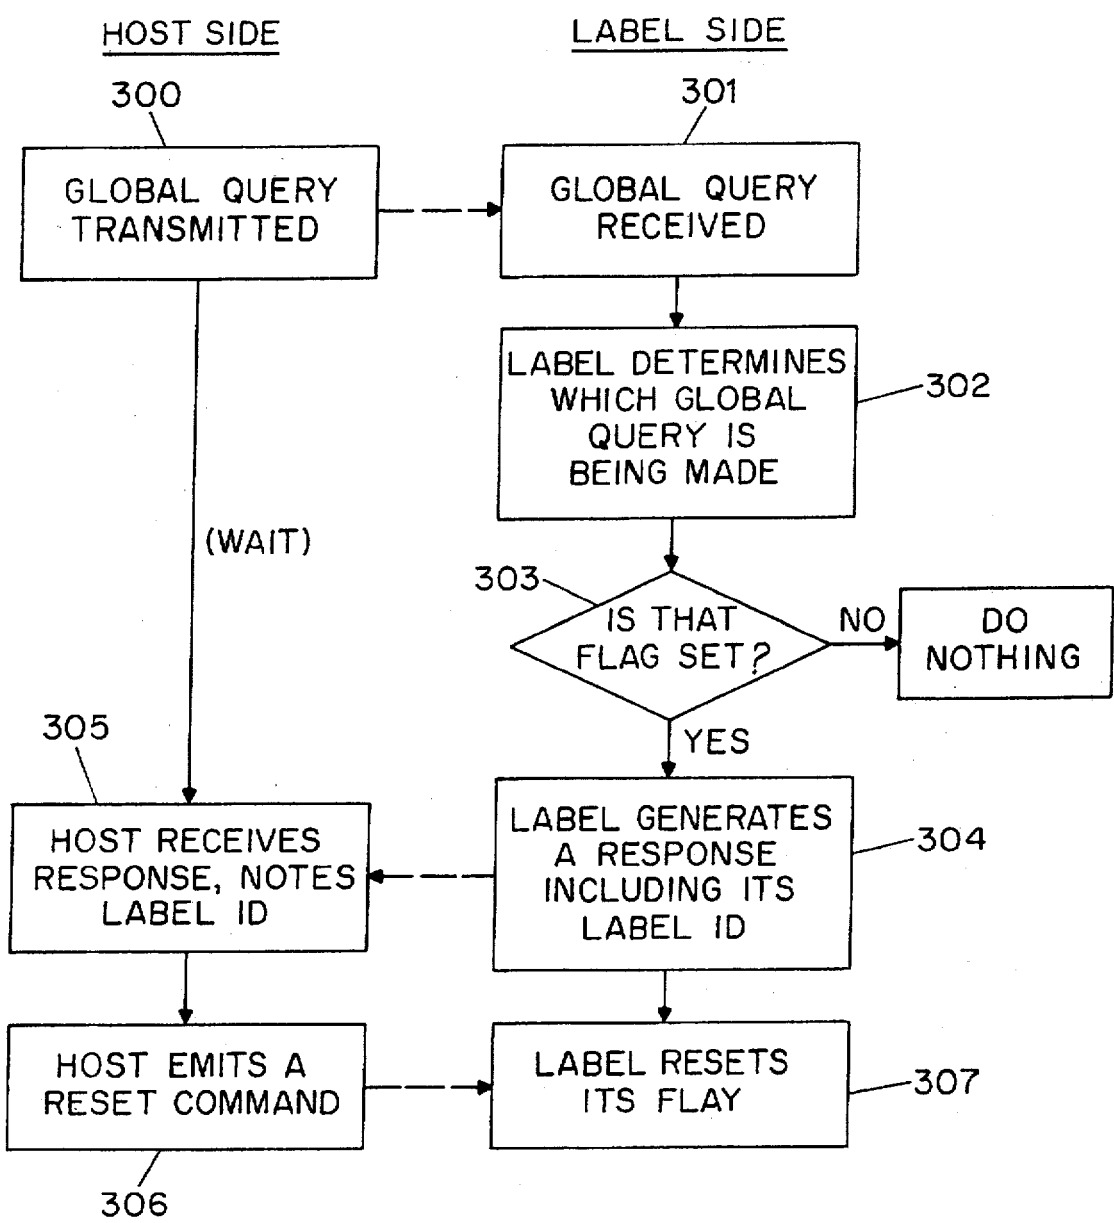 HOST SIDE
LABEL SIDE
300
301
GLOBAL QUERY
TRANSMITTED
GLOBAL QUERY
RECEIVED
LABEL DETERMINES
WHICH GLOBAL
QUERY IS
BEING MADE
302
(WAIT)
303
IS THAT
FLAG SET?
NO
DO
NOTHING
YES
305
HOST RECEIVES
RESPONSE, NOTES
LABEL ID
LABEL GENERATES
A RESPONSE
INCLUDING ITS
LABEL ID
304
HOST EMITS A
RESET COMMAND
LABEL RESETS
ITS FLAY
307
306